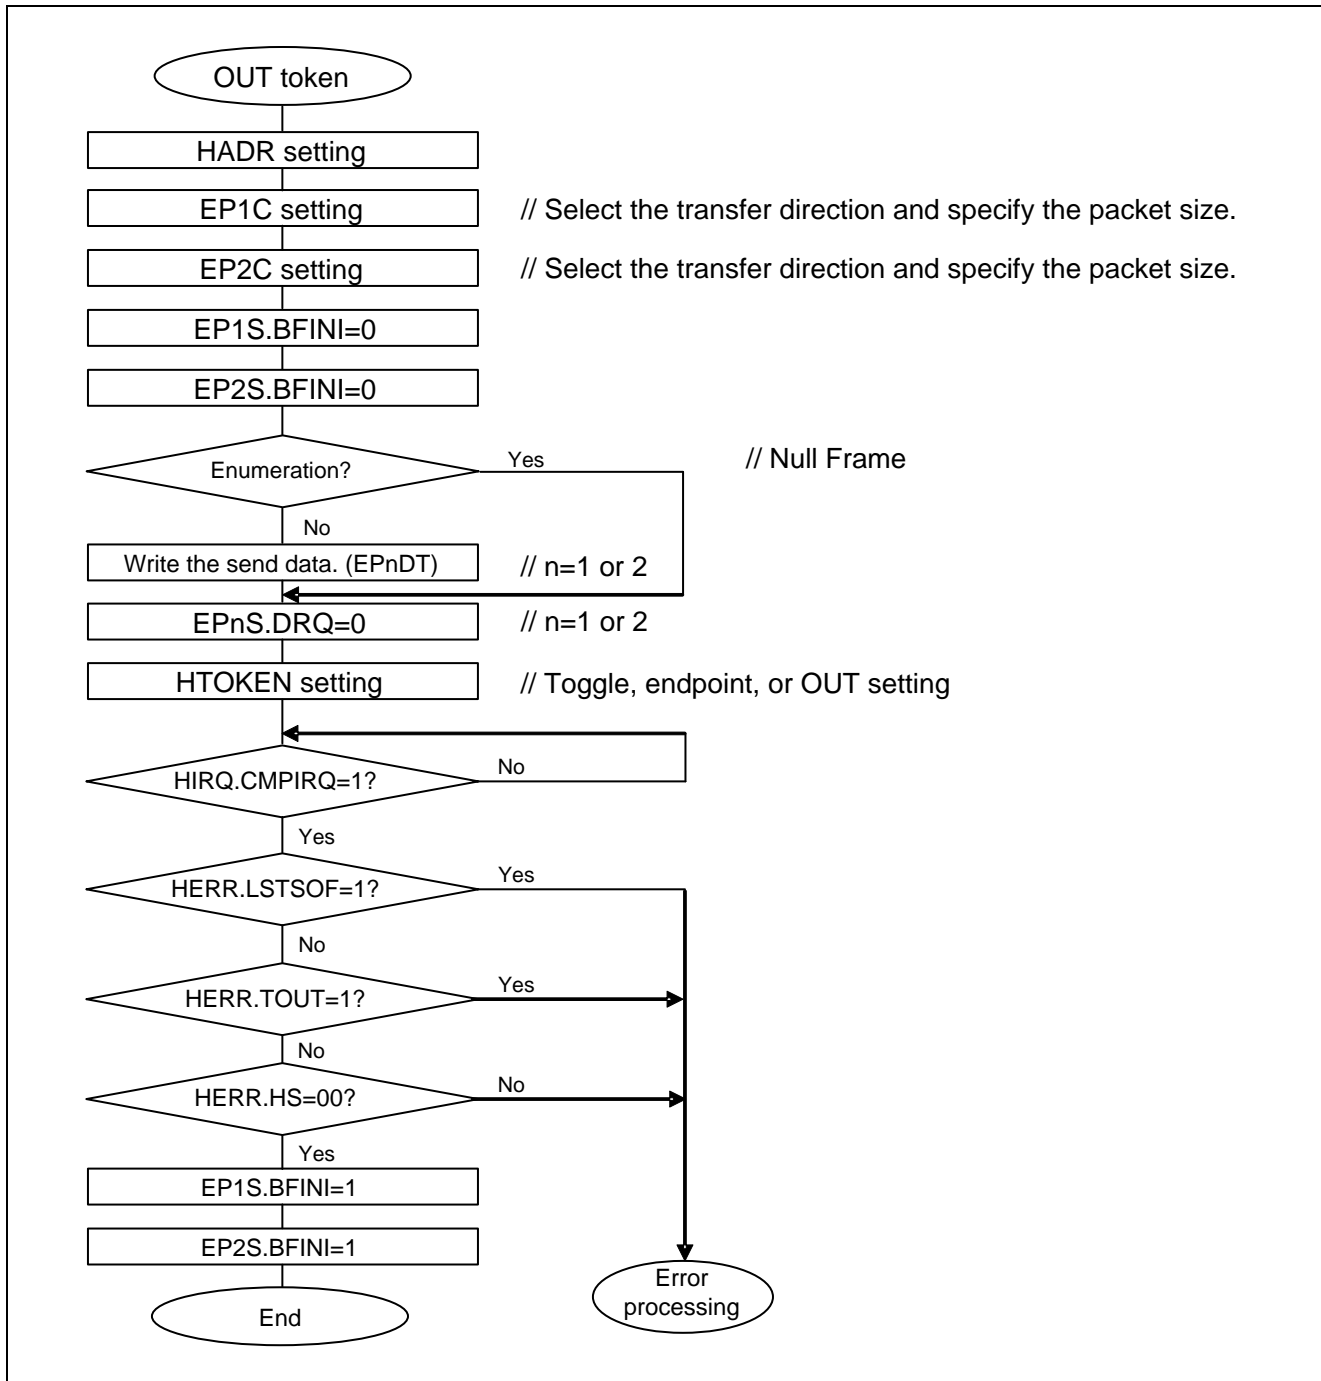 OUT token
HADR setting
EP1C setting // Select the transfer direction and specify the packet size.
EP2C setting // Select the transfer direction and specify the packet size.
EP1S.BFINI=0
EP2S.BFINI=0
Enumeration? Yes // Null Frame
No
Write the send data. (EPnDT) // n=1 or 2
EPnS.DRQ=0 // n=1 or 2
HTOKEN setting // Toggle, endpoint, or OUT setting
HIRQ.CMPIRQ=1? No
Yes
HERR.LSTSOF=1? Yes
No
HERR.TOUT=1? Yes
No
HERR.HS=00? No
Yes
EP1S.BFINI=1
EP2S.BFINI=1
End
Error
processing